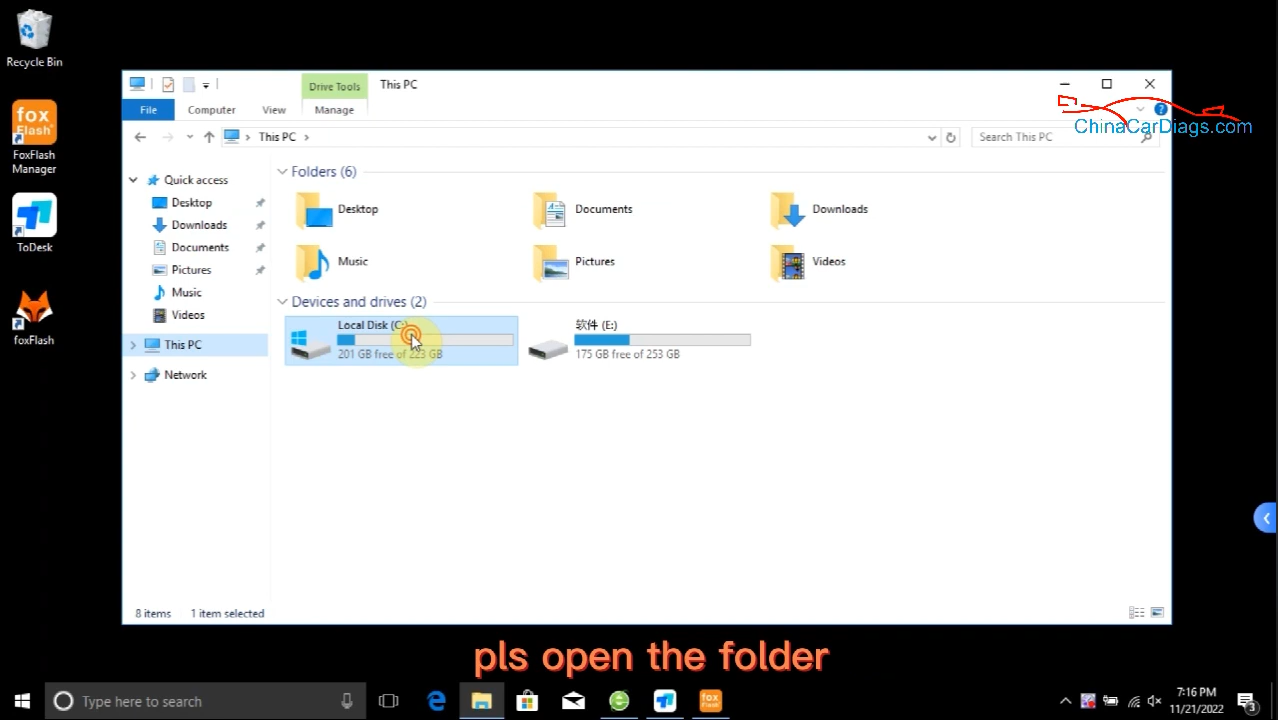 Recycle Bin
fox
Flash
FoxFlash
Manager
ToDesk
foxFlash
Drive Tools
This PC
File
Computer
View
Manage
This PC
Search This PC
ChinaCarDiags.com
Quick access
Desktop
Downloads
Documents
Pictures
Music
Videos
This PC
Network
Folders (6)
Desktop
Documents
Downloads
Music
Pictures
Videos
Devices and drives (2)
Local Disk (C:)
201 GB free of 223 GB
软件 (E:)
175 GB free of 253 GB
8 items
1 item selected
pls open the folder
Type here to search
fox
Flash
7:16 PM
11/21/2022
3